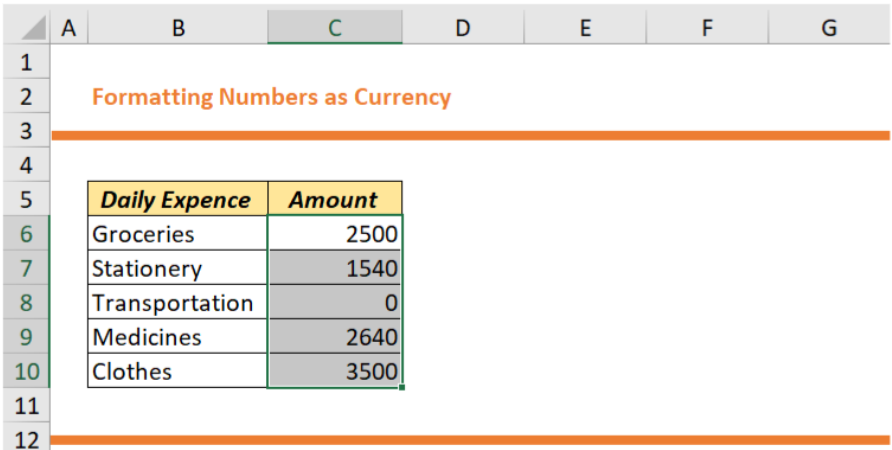 A B C D E F G
1
2 Formatting Numbers as Currency
3
4
5 Daily Expence Amount
6 Groceries 2500
7 Stationery 1540
8 Transportation 0
9 Medicines 2640
10 Clothes 3500
11
12